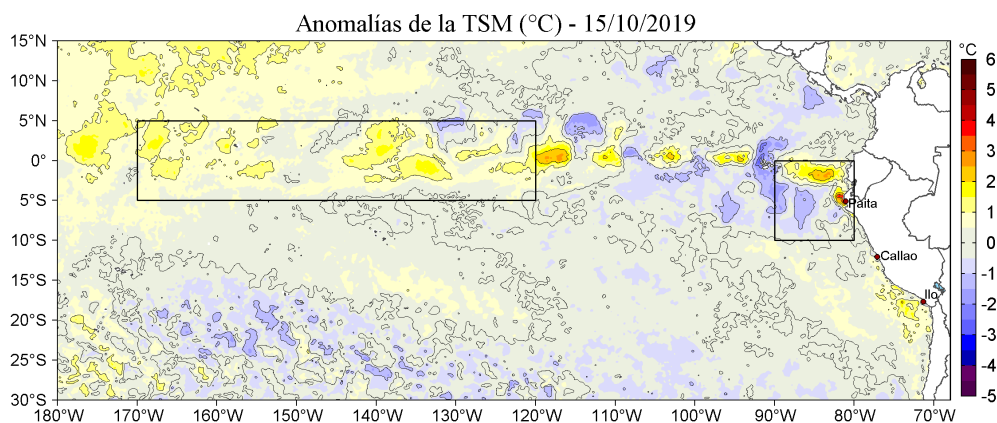 Anomalías de la TSM (°C) - 15/10/2019
15°N
10°N
5°N
0°
5°S
10°S
15°S
20°S
25°S
30°S
180°W
170°W
160°W
150°W
140°W
130°W
120°W
110°W
100°W
90°W
80°W
70°W
Paita
Callao
Ilo
°C
6
5
4
3
2
1
0
-1
-2
-3
-4
-5